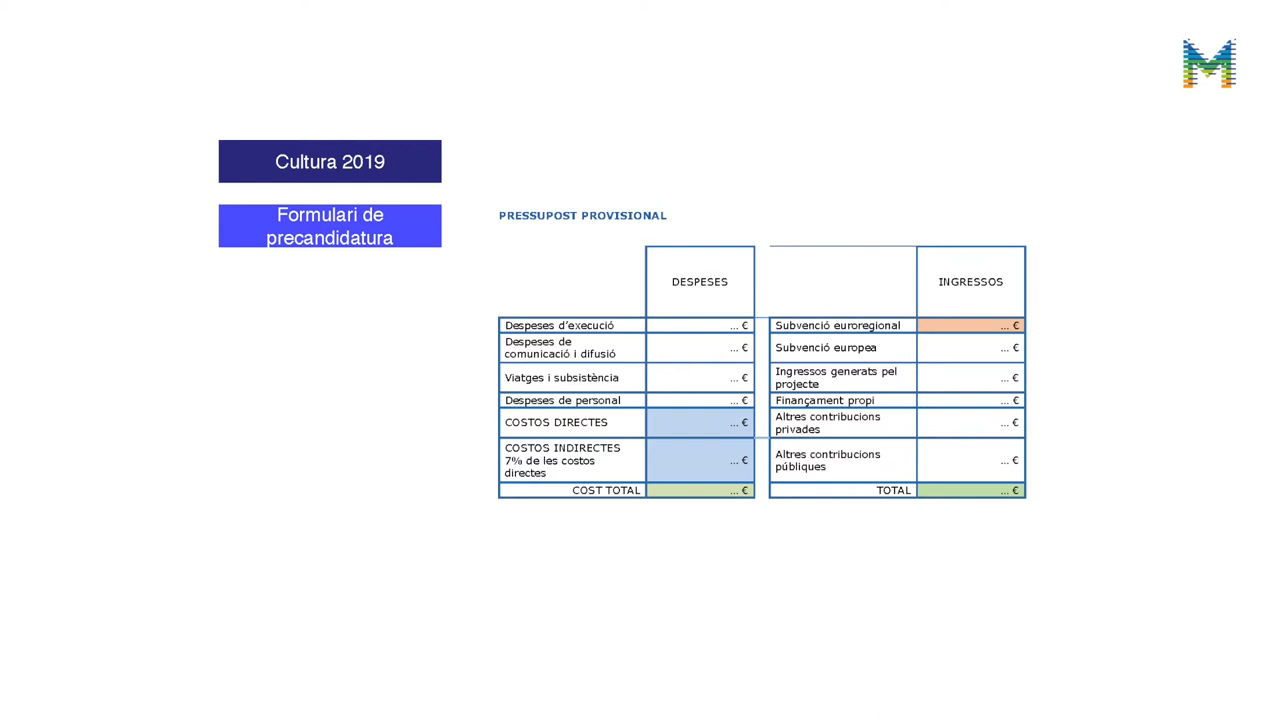 Cultura 2019
Formulari de
precandidatura
PRESSUPOST PROVISIONAL
DESPESES
INGRESSOS
Despeses d'execució ... €
Subvenció euroregional ... €
Despeses de
comunicació i difusió ... €
Subvenció europea ... €
Viatges i subsistència ... €
Ingressos generats pel
projecte ... €
Despeses de personal ... €
Finançament propi ... €
COSTOS DIRECTES ... €
Altres contribucions
privades ... €
COSTOS INDIRECTES
7% de les costos
directes ... €
Altres contribucions
públiques ... €
COST TOTAL ... €
TOTAL ... €